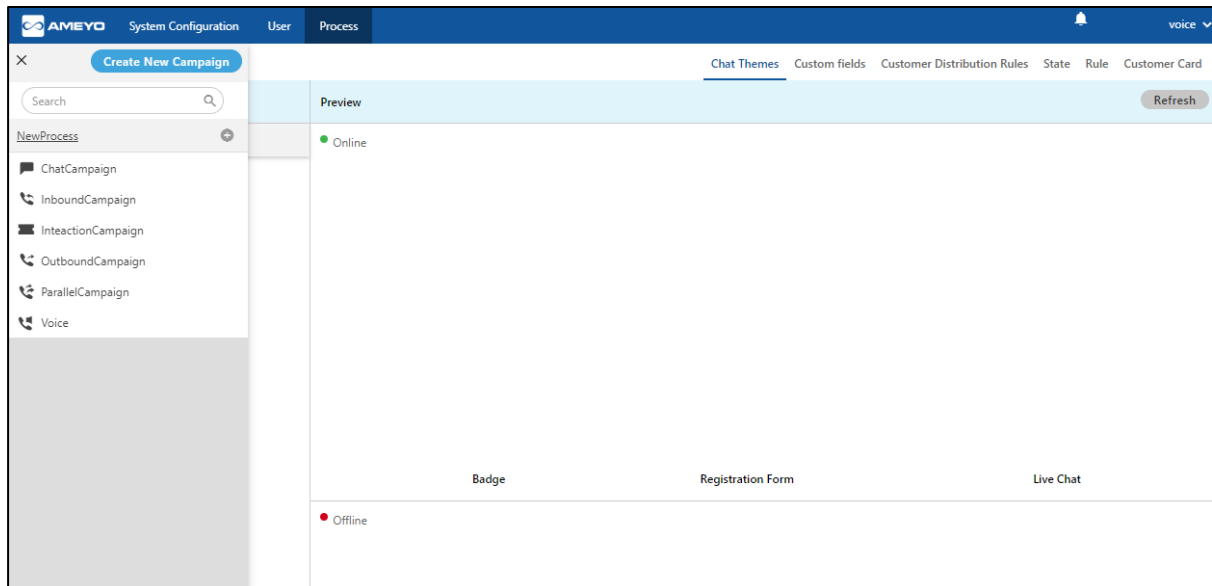 AMEYO System Configuration User Process voice
Create New Campaign
Chat Themes Custom fields Customer Distribution Rules State Rule Customer Card
Search
Preview
Refresh
NewProcess
Online
ChatCampaign
InboundCampaign
InteactionCampaign
OutboundCampaign
ParallelCampaign
Voice
Badge Registration Form Live Chat
Offline